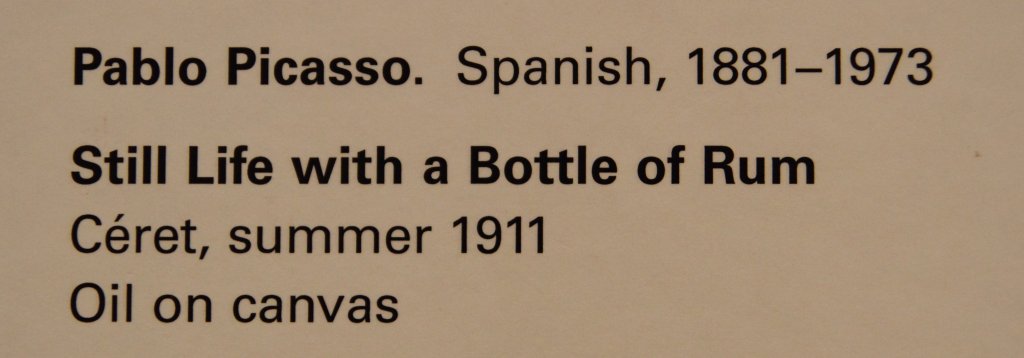 Pablo Picasso. Spanish, 1881–1973
Still Life with a Bottle of Rum
Céret, summer 1911
Oil on canvas